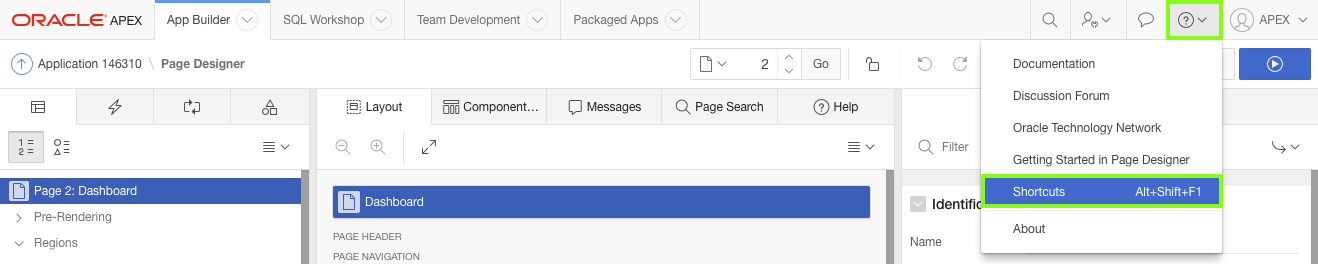 ORACLE APEX App Builder SQL Workshop Team Development Packaged Apps APEX
Application 146310 \ Page Designer 2 Go
Documentation
Discussion Forum
Oracle Technology Network
Getting Started in Page Designer
Shortcuts Alt+Shift+F1
About
Layout Component... Messages Page Search Help
Filter
Page 2: Dashboard
Pre-Rendering
Regions
Dashboard
PAGE HEADER
PAGE NAVIGATION
Name